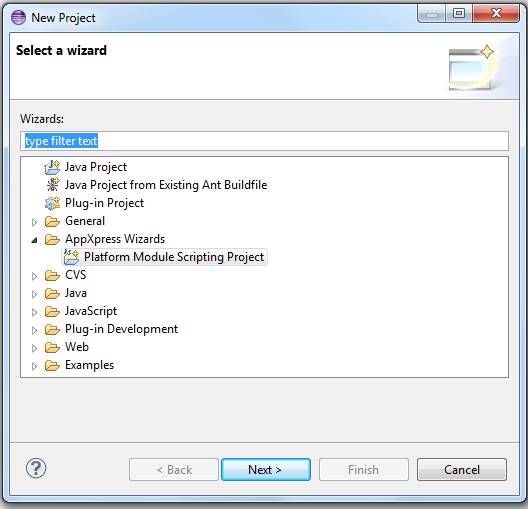 New Project
Select a wizard
Wizards:
type filter text
Java Project
Java Project from Existing Ant Buildfile
Plug-in Project
General
AppXpress Wizards
Platform Module Scripting Project
CVS
Java
JavaScript
Plug-in Development
Web
Examples
?
< Back
Next >
Finish
Cancel